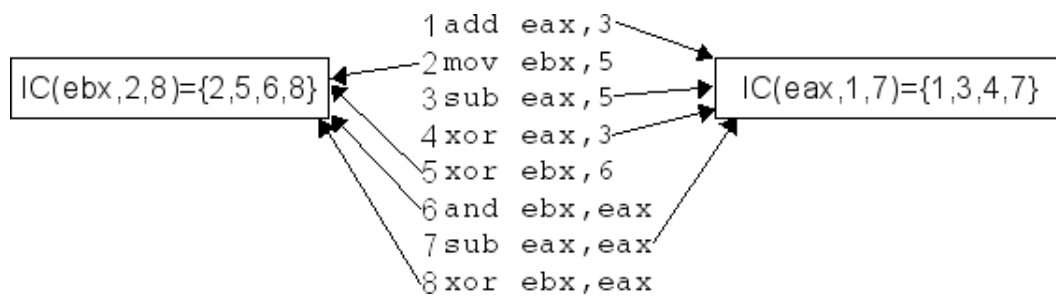 1 add eax,3
2 mov ebx,5
IC(ebx,2,8)={2,5,6,8}
IC(eax,1,7)={1,3,4,7}
3 sub eax,5
4 xor eax,3
5 xor ebx,6
6 and ebx,eax
7 sub eax,eax
8 xor ebx,eax